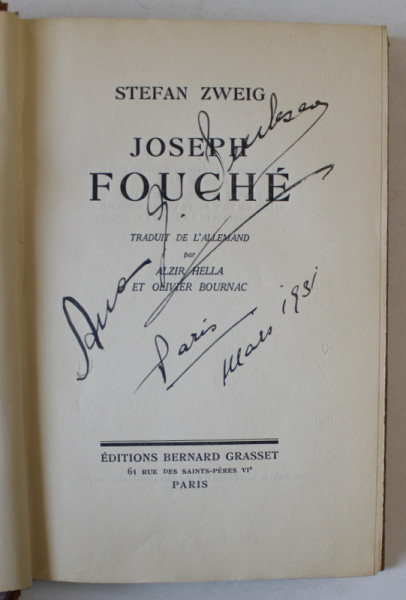 STEFAN ZWEIG
JOSEPH
FOUCHÉ
TRADUIT DE L'ALLEMAND
par
ALZIR HELLA
ET OLIVIER BOURNAC
Paris
Mars 1931
ÉDITIONS BERNARD GRASSET
61 RUE DES SAINTS-PÈRES VIᵉ
PARIS